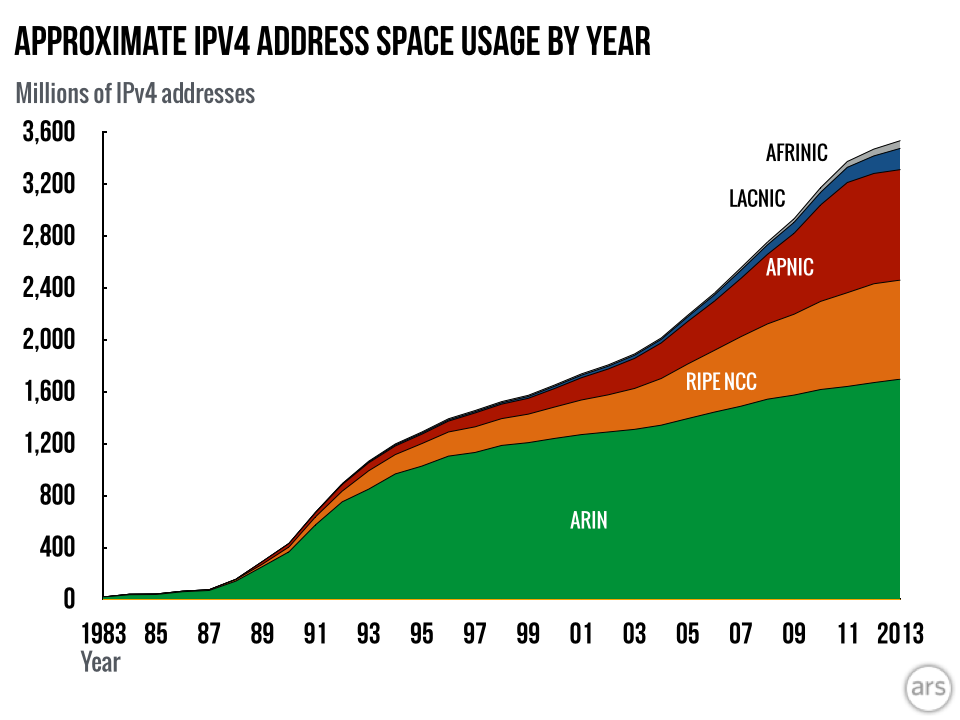 APPROXIMATE IPV4 ADDRESS SPACE USAGE BY YEAR
Millions of IPv4 addresses
3,600
3,200
2,800
2,400
2,000
1,600
1,200
800
400
0
AFRINIC
LACNIC
APNIC
RIPE NCC
ARIN
1983 85 87 89 91 93 95 97 99 01 03 05 07 09 11 2013
Year
ars